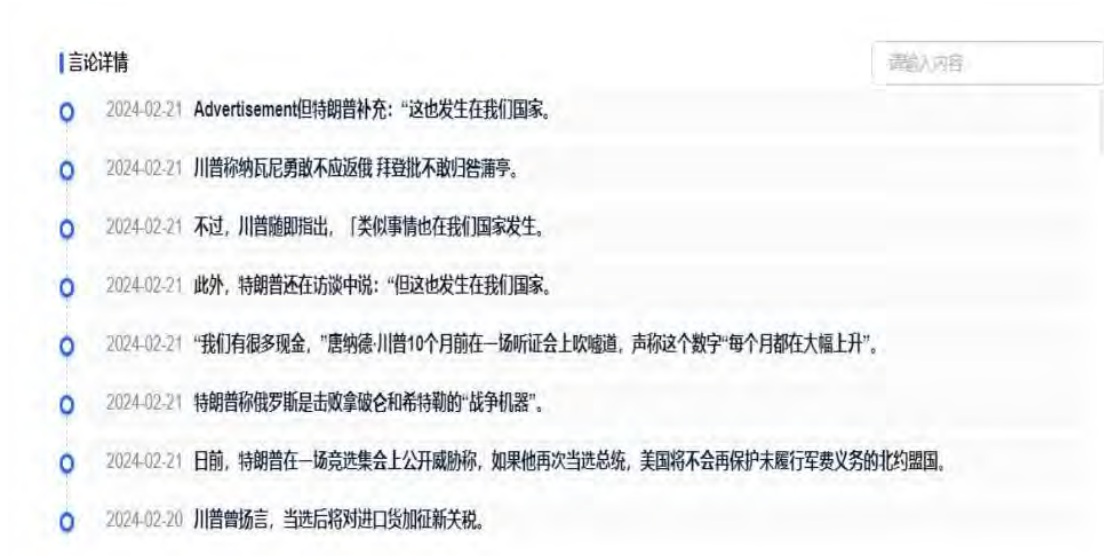 言论详情
请输入内容
2024-02-21 Advertisement但特朗普补充：“这也发生在我们国家。
2024-02-21 川普称纳瓦尼勇敢不应返俄 拜登批不敢归咎蒲亭。
2024-02-21 不过，川普随即指出，「类似事情也在我们国家发生。
2024-02-21 此外，特朗普还在访谈中说：“但这也发生在我们国家。
2024-02-21 “我们有很多现金，”唐纳德·川普10个月前在一场听证会上吹嘘道，声称这个数字“每个月都在大幅上升”。
2024-02-21 特朗普称俄罗斯是击败拿破仑和希特勒的“战争机器”。
2024-02-21 日前，特朗普在一场竞选集会上公开威胁称，如果他再次当选总统，美国将不会再保护未履行军费义务的北约盟国。
2024-02-20 川普曾扬言，当选后将对进口货加征新关税。